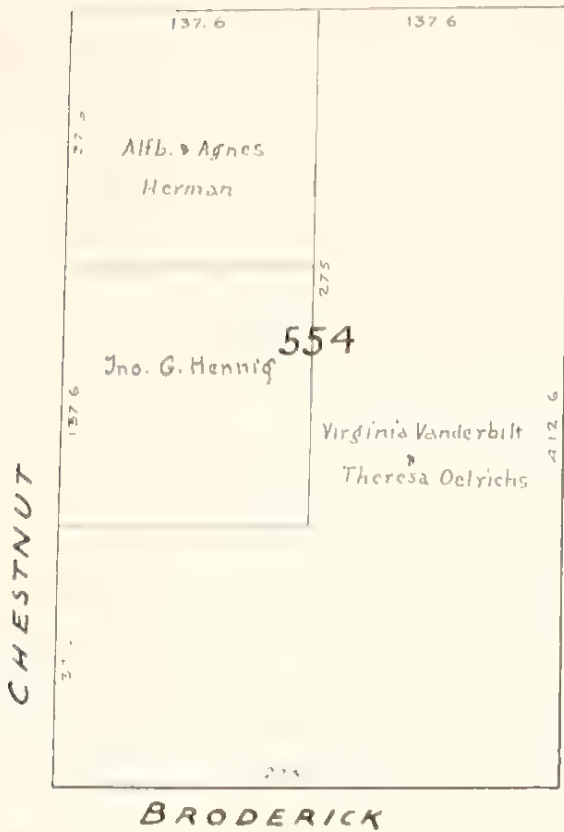 137.6
137 6
Alfb. & Agnes
Herman
275
554
Jno. G. Hennig
137 6
Virginia Vanderbilt
&
Theresa Oelrichs
412 6
CHESTNUT
BRODERICK